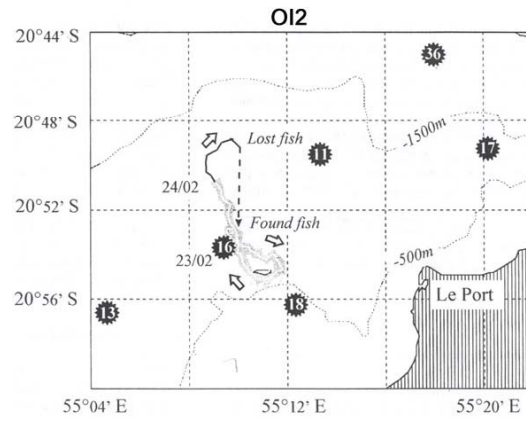 OI2
20°44' S
36
20°48' S
Lost fish
11
-1500m
17
24/02
20°52' S
Found fish
16
23/02
-500m
20°56' S
13
18
Le Port
55°04' E
55°12' E
55°20' E